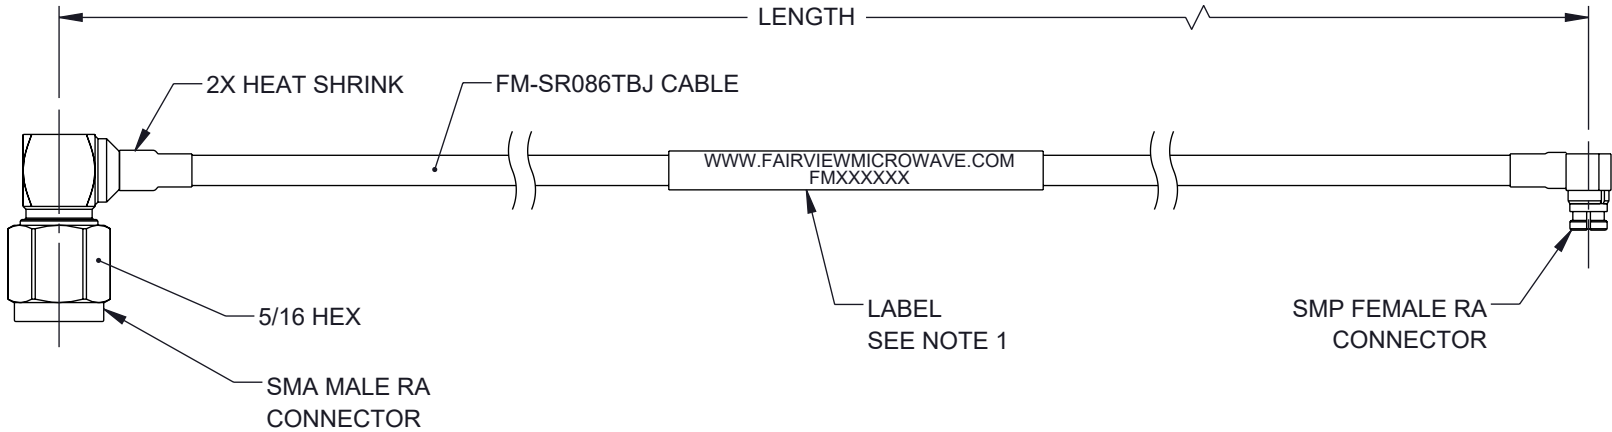 LENGTH
2X HEAT SHRINK
FM-SR086TBJ CABLE
WWW.FAIRVIEWMICROWAVE.COM
FMXXXXXX
5/16 HEX
LABEL
SEE NOTE 1
SMP FEMALE RA
CONNECTOR
SMA MALE RA
CONNECTOR